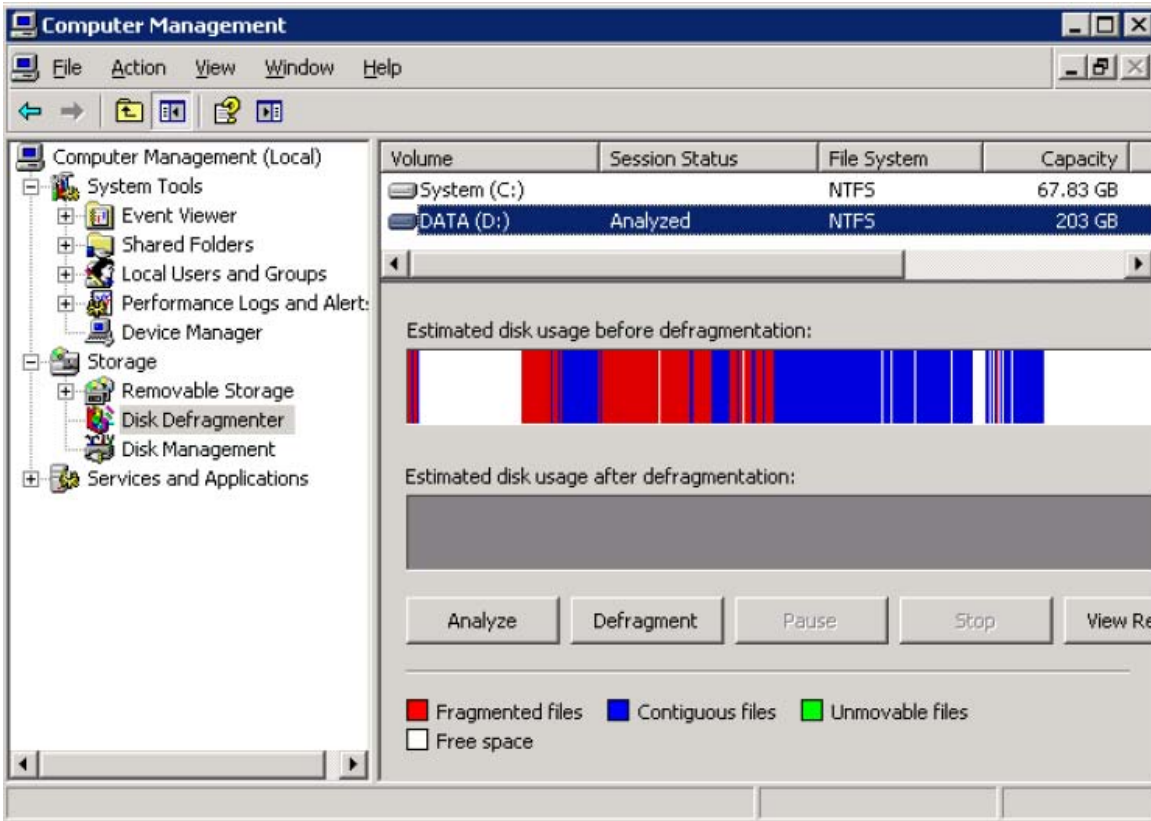 Computer Management
File Action View Window Help
Computer Management (Local)
System Tools
Event Viewer
Shared Folders
Local Users and Groups
Performance Logs and Alert
Device Manager
Storage
Removable Storage
Disk Defragmenter
Disk Management
Services and Applications
Volume Session Status File System Capacity
System (C:) NTFS 67.83 GB
DATA (D:) Analyzed NTFS 203 GB
Estimated disk usage before defragmentation:
Estimated disk usage after defragmentation:
Analyze Defragment Pause Stop View Re
Fragmented files Contiguous files Unmovable files
Free space